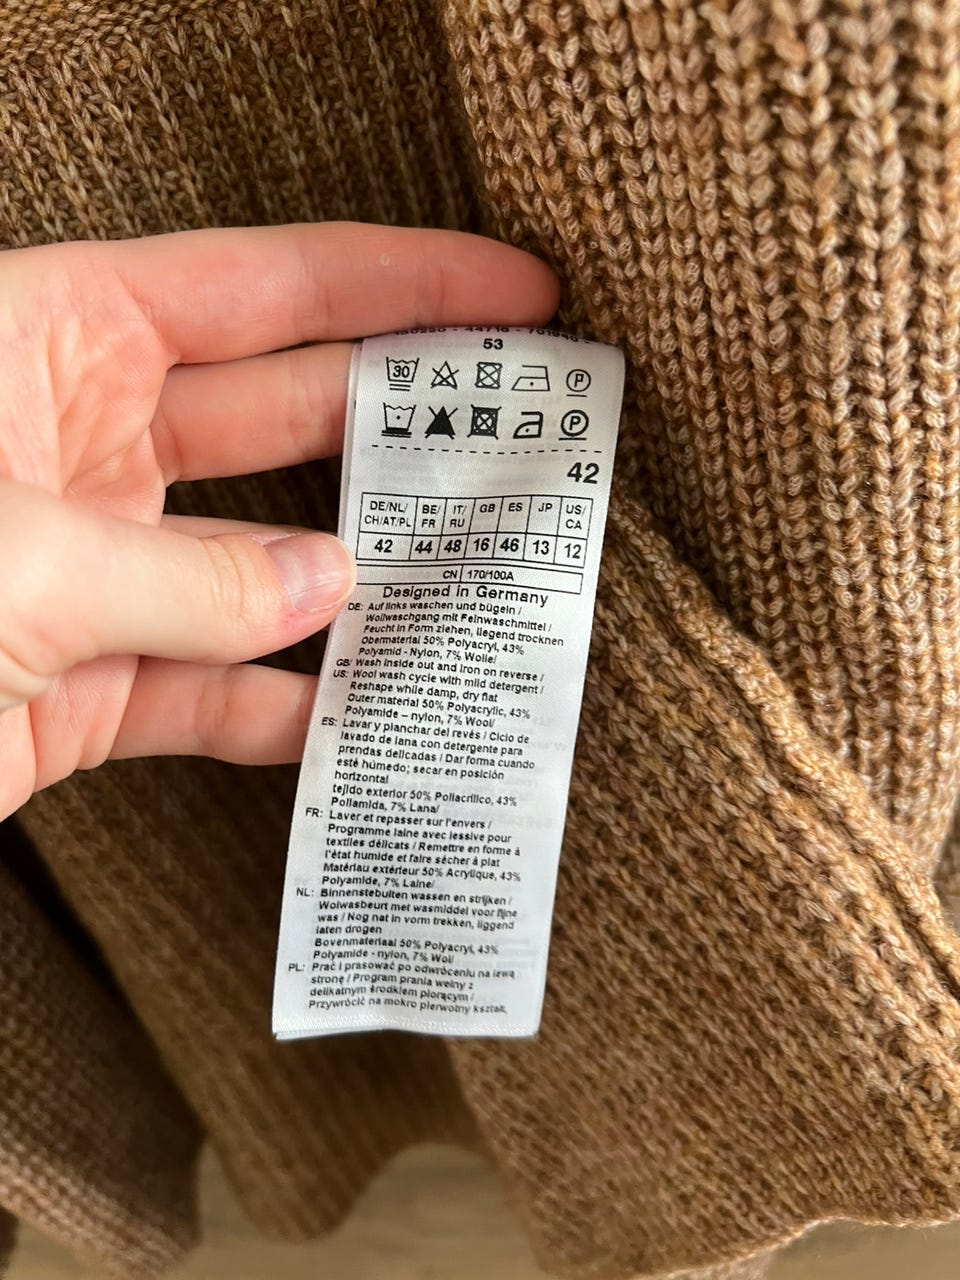 53
30 P
P
42
DE/NL/ CH/AT/PL BE/ FR IT/ RU GB ES JP US/ CA
42 44 48 16 46 13 12
CN 170/100A
Designed in Germany
DE: Auf links waschen und bügeln /
Wollwaschgang mit Feinwaschmittel /
Feucht in Form ziehen, liegend trocknen
Obermaterial 50% Polyacryl, 43%
Polyamid - Nylon, 7% Wolle/
GB/ Wash inside out and iron on reverse /
US: Wool wash cycle with mild detergent /
Reshape while damp, dry flat
Outer material 50% Polyacrylic, 43%
Polyamide – nylon, 7% Wool/
ES: Lavar y planchar del revés / Ciclo de
lavado de lana con detergente para
prendas delicadas / Dar forma cuando
esté húmedo; secar en posición
horizontal
tejido exterior 50% Poliacrílico, 43%
Poliamida, 7% Lana/
FR: Laver et repasser sur l'envers /
Programme laine avec lessive pour
textiles délicats / Remettre en forme à
l'état humide et faire sécher à plat
Matériau extérieur 50% Acrylique, 43%
Polyamide, 7% Laine/
NL: Binnenstebuiten wassen en strijken /
Wolwasbeurt met wasmiddel voor fijne
was / Nog nat in vorm trekken, liggend
laten drogen
Bovenmateriaal 50% Polyacryl, 43%
Polyamide - nylon, 7% Wol/
PL: Prać i prasować po odwróceniu na lewą
stronę / Program prania wełny z
delikatnym środkiem piorącym /
Przywrócić na mokro pierwotny kształt,